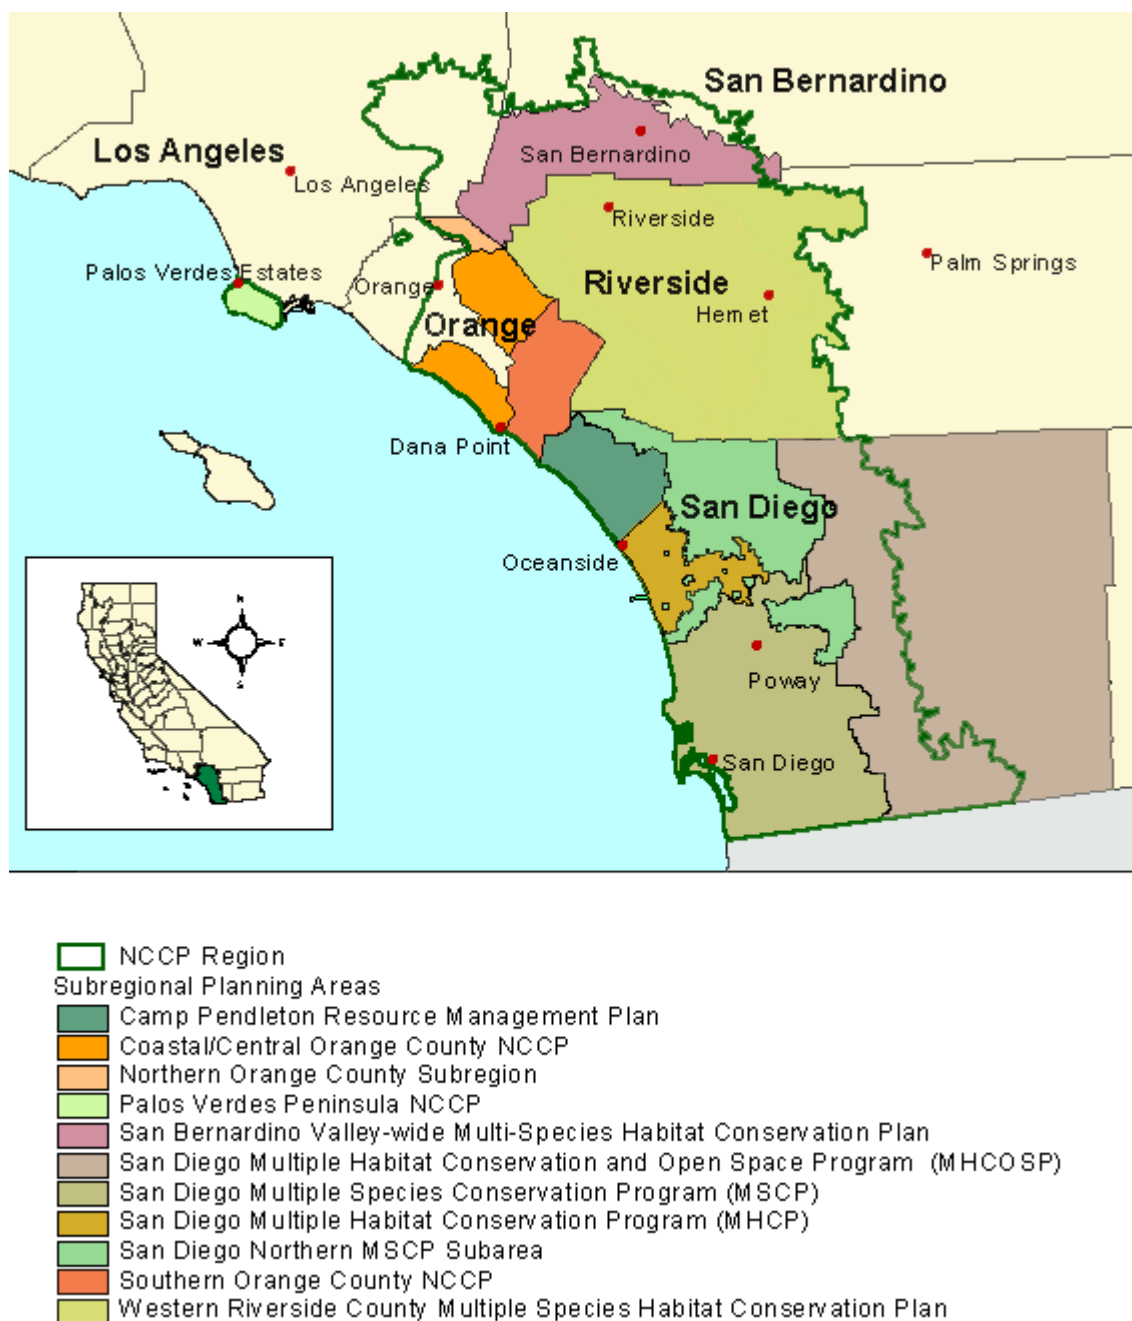 San Bernardino
Los Angeles
San Bernardino
Los Angeles
Riverside
Palm Springs
Palos Verdes Estates
Orange
Riverside
Hemet
Orange
Dana Point
San Diego
Oceanside
N
W E
S
Poway
San Diego
NCCP Region
Subregional Planning Areas
Camp Pendleton Resource Management Plan
Coastal/Central Orange County NCCP
Northern Orange County Subregion
Palos Verdes Peninsula NCCP
San Bernardino Valley-wide Multi-Species Habitat Conservation Plan
San Diego Multiple Habitat Conservation and Open Space Program (MHCOSP)
San Diego Multiple Species Conservation Program (MSCP)
San Diego Multiple Habitat Conservation Program (MHCP)
San Diego Northern MSCP Subarea
Southern Orange County NCCP
Western Riverside County Multiple Species Habitat Conservation Plan